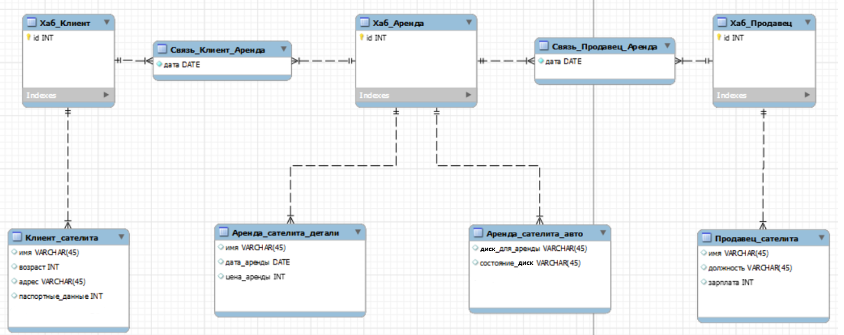 Хаб_Клиент
id INT
Indexes
Связь_Клиент_Аренда
дата DATE
Хаб_Аренда
id INT
Indexes
Связь_Продавец_Аренда
дата DATE
Хаб_Продавец
id INT
Indexes
Клиент_сателита
имя VARCHAR(45)
возраст INT
адрес VARCHAR(45)
паспортные_данные INT
Аренда_сателита_детали
имя VARCHAR(45)
дата_аренды DATE
цена_аренды INT
Аренда_сателита_авто
диск_для_аренды VARCHAR(45)
состояние_диск VARCHAR(45)
Продавец_сателита
имя VARCHAR(45)
должность VARCHAR(45)
зарплата INT